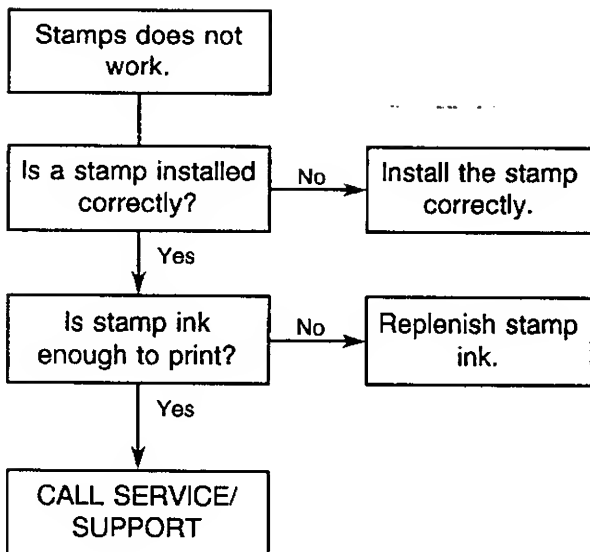 Stamps does not
work.
Is a stamp installed
correctly?
No
Install the stamp
correctly.
Yes
Is stamp ink
enough to print?
No
Replenish stamp
ink.
Yes
CALL SERVICE/
SUPPORT